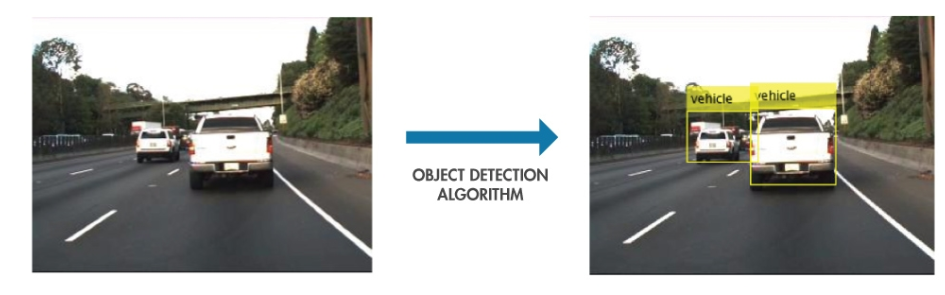 OBJECT DETECTION
ALGORITHM
vehicle
vehicle